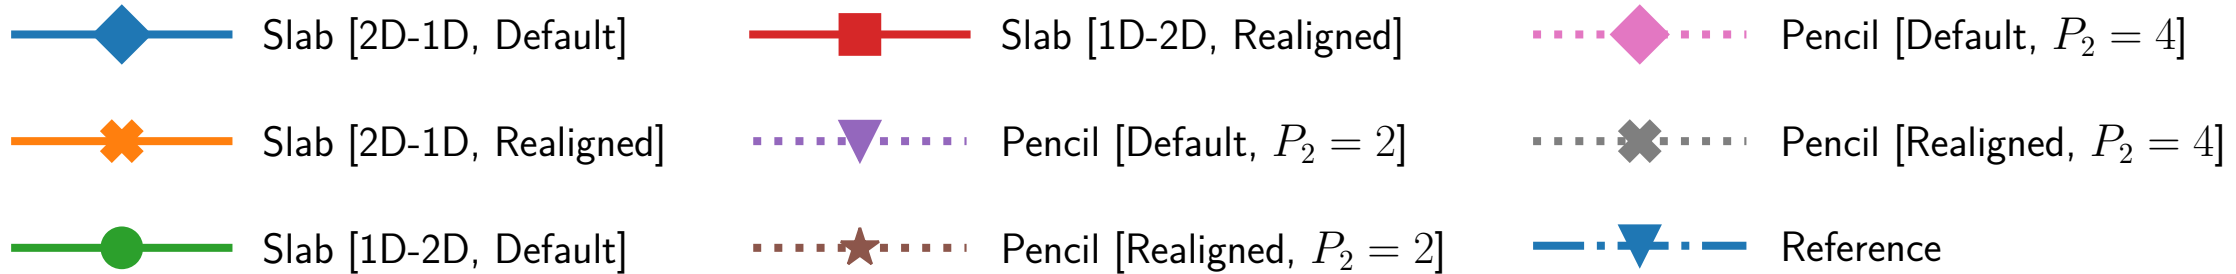 Slab [2D-1D, Default]
Slab [2D-1D, Realigned]
Slab [1D-2D, Default]
Slab [1D-2D, Realigned]
Pencil [Default, P₂ = 2]
Pencil [Realigned, P₂ = 2]
Pencil [Default, P₂ = 4]
Pencil [Realigned, P₂ = 4]
Reference